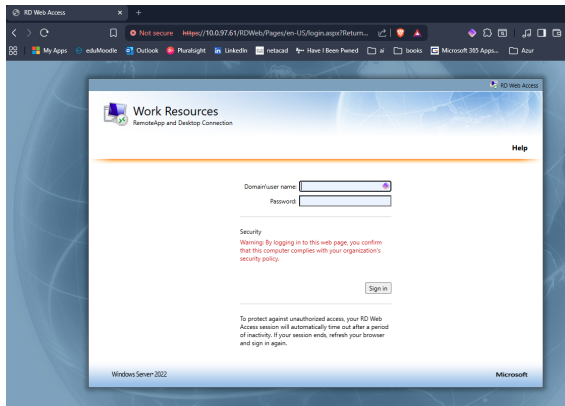 RD Web Access
Not secure https://10.0.97.61/RDWeb/Pages/en-US/login.aspx?Return...
My Apps eduMoodle Outlook Pluralsight LinkedIn netacad Have I Been Pwned ai books Microsoft 365 Apps... Azur
RD Web Access
Work Resources
RemoteApp and Desktop Connection
Help
Domain\user name:
Password:
Security
Warning: By logging in to this web page, you confirm
that this computer complies with your organization's
security policy.
Sign in
To protect against unauthorized access, your RD Web
Access session will automatically time out after a period
of inactivity. If your session ends, refresh your browser
and sign in again.
Windows Server 2022
Microsoft